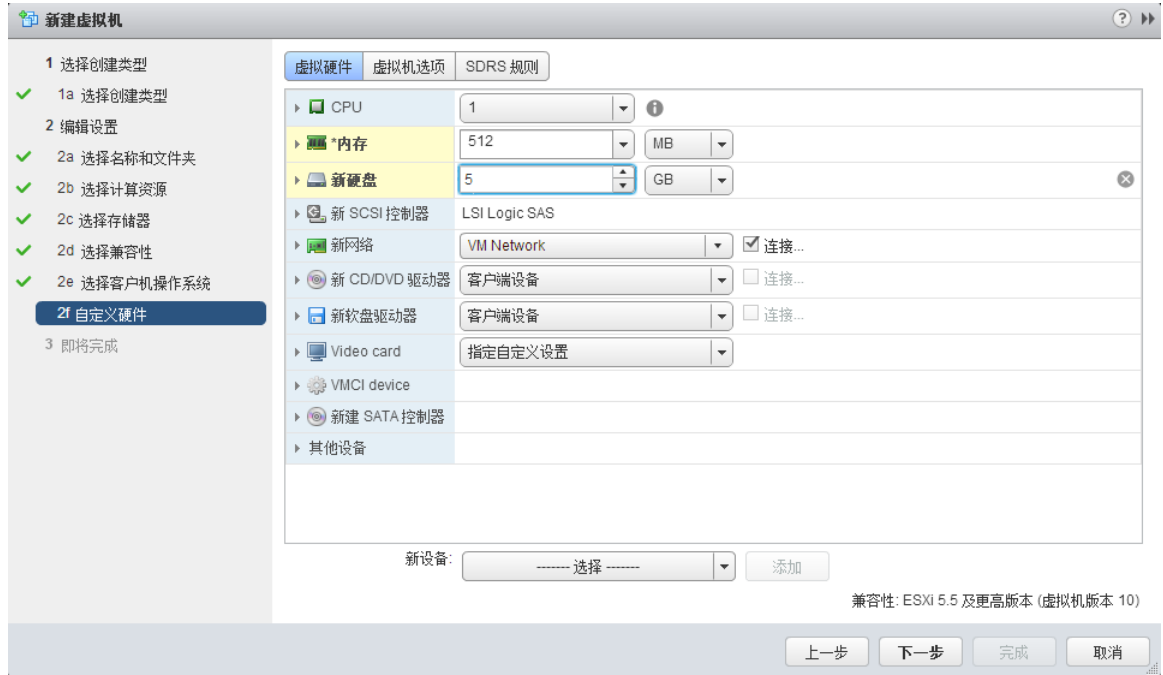 新建虚拟机
1 选择创建类型
1a 选择创建类型
2 编辑设置
2a 选择名称和文件夹
2b 选择计算资源
2c 选择存储器
2d 选择兼容性
2e 选择客户机操作系统
2f 自定义硬件
3 即将完成
虚拟硬件 虚拟机选项 SDRS 规则
CPU 1
*内存 512 MB
新硬盘 5 GB
新 SCSI 控制器 LSI Logic SAS
新网络 VM Network 连接...
新 CD/DVD 驱动器 客户端设备 连接...
新软盘驱动器 客户端设备 连接...
Video card 指定自定义设置
VMCI device
新建 SATA 控制器
其他设备
新设备: ------- 选择 ------- 添加
兼容性: ESXi 5.5 及更高版本 (虚拟机版本 10)
上一步 下一步 完成 取消